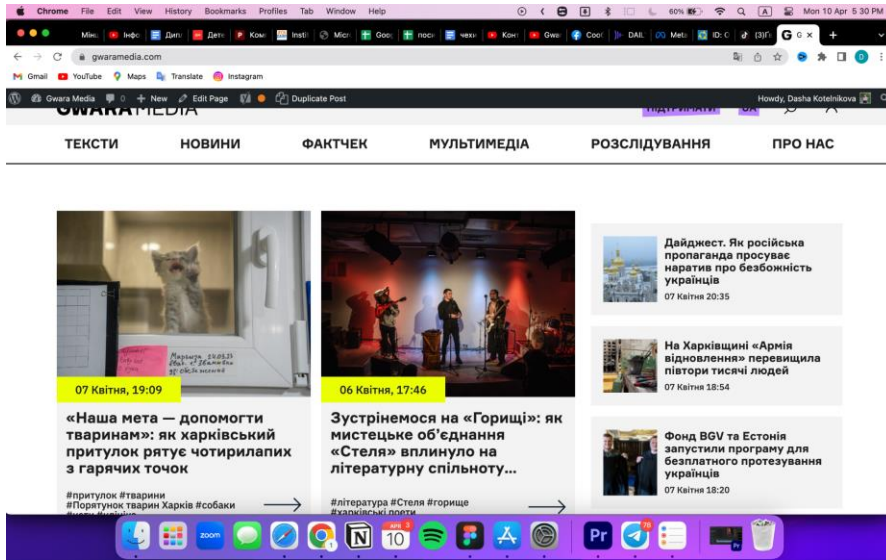 Chrome File Edit View History Bookmarks Profiles Tab Window Help 60% Mon 10 Apr 5:30 PM
gwaramedia.com
Gmail YouTube Maps Translate Instagram
Gwara Media 0 New Edit Page Duplicate Post Howdy, Dasha Kotelnikova
GWARA MEDIA ПІДТРИМАТИ UA
ТЕКСТИ НОВИНИ ФАКТЧЕК МУЛЬТИМЕДІА РОЗСЛІДУВАННЯ ПРО НАС
07 Квітня, 19:09
«Наша мета — допомогти
тваринам»: як харківський
притулок рятує чотирилапих
з гарячих точок
#притулок #тварини
#Порятунок тварин Харків #собаки
06 Квітня, 17:46
Зустрінемося на «Горищі»: як
мистецьке об’єднання
«Стеля» вплинуло на
літературну спільноту...
#література #Стеля #горище
#харківські поети
Дайджест. Як російська
пропаганда просуває
наратив про безбожність
українців
07 Квітня 20:35
На Харківщині «Армія
відновлення» перевищила
півтори тисячі людей
07 Квітня 18:54
Фонд BGV та Естонія
запустили програму для
безплатного протезування
українців
07 Квітня 18:20
zoom
APR
10
Pr